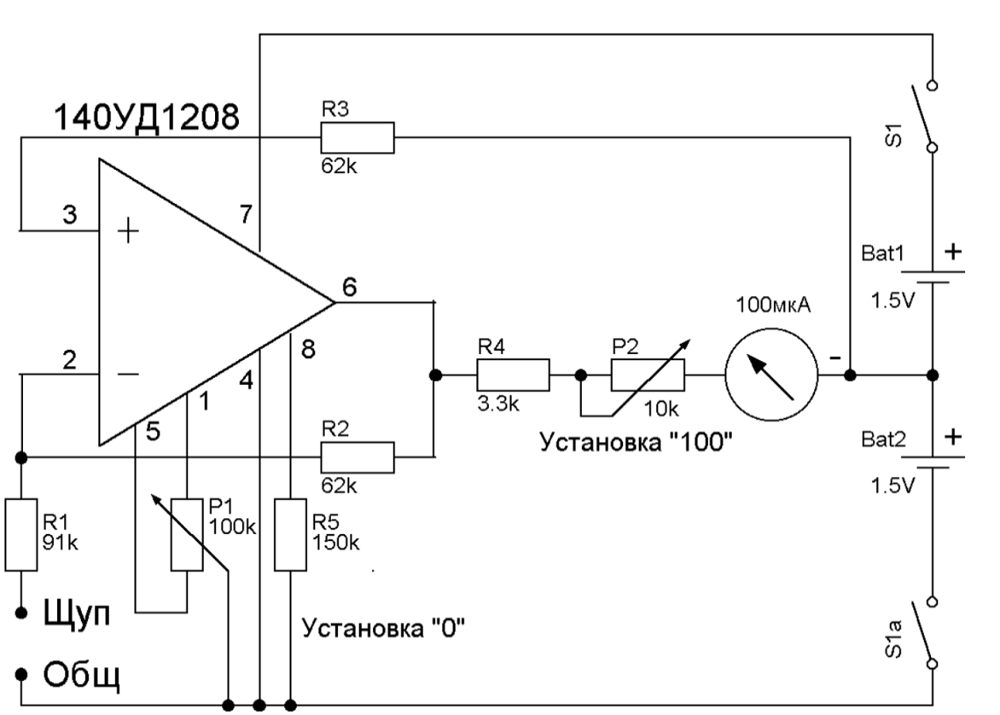 140УД1208
R3
62k
S1
3
+
7
Bat1
+
1.5V
6
100мкА
2
−
8
4
1
5
R4
3.3k
P2
10k
-
Установка "100"
R2
62k
Bat2
+
1.5V
R1
91k
P1
100k
R5
150k
Щуп
Установка "0"
S1a
Общ